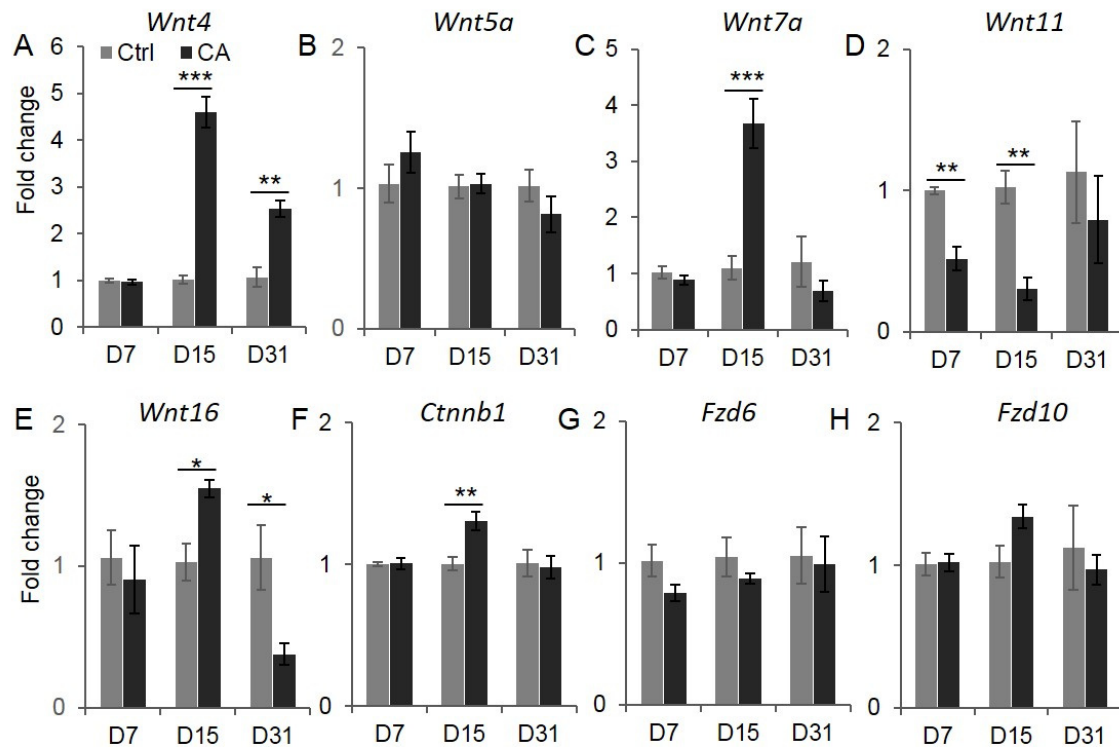 Wnt4 Wnt5a Wnt7a Wnt11
A B C D
Ctrl CA
Fold change
6
5
4
3
2
1
0
***
**
D7 D15 D31
2
1
0
D7 D15 D31
5
4
3
2
1
0
***
D7 D15 D31
2
1
0
** **
D7 D15 D31
Wnt16 Ctnnb1 Fzd6 Fzd10
E F G H
Fold change
2
1
0
* *
D7 D15 D31
2
1
0
**
D7 D15 D31
2
1
0
D7 D15 D31
2
1
0
D7 D15 D31